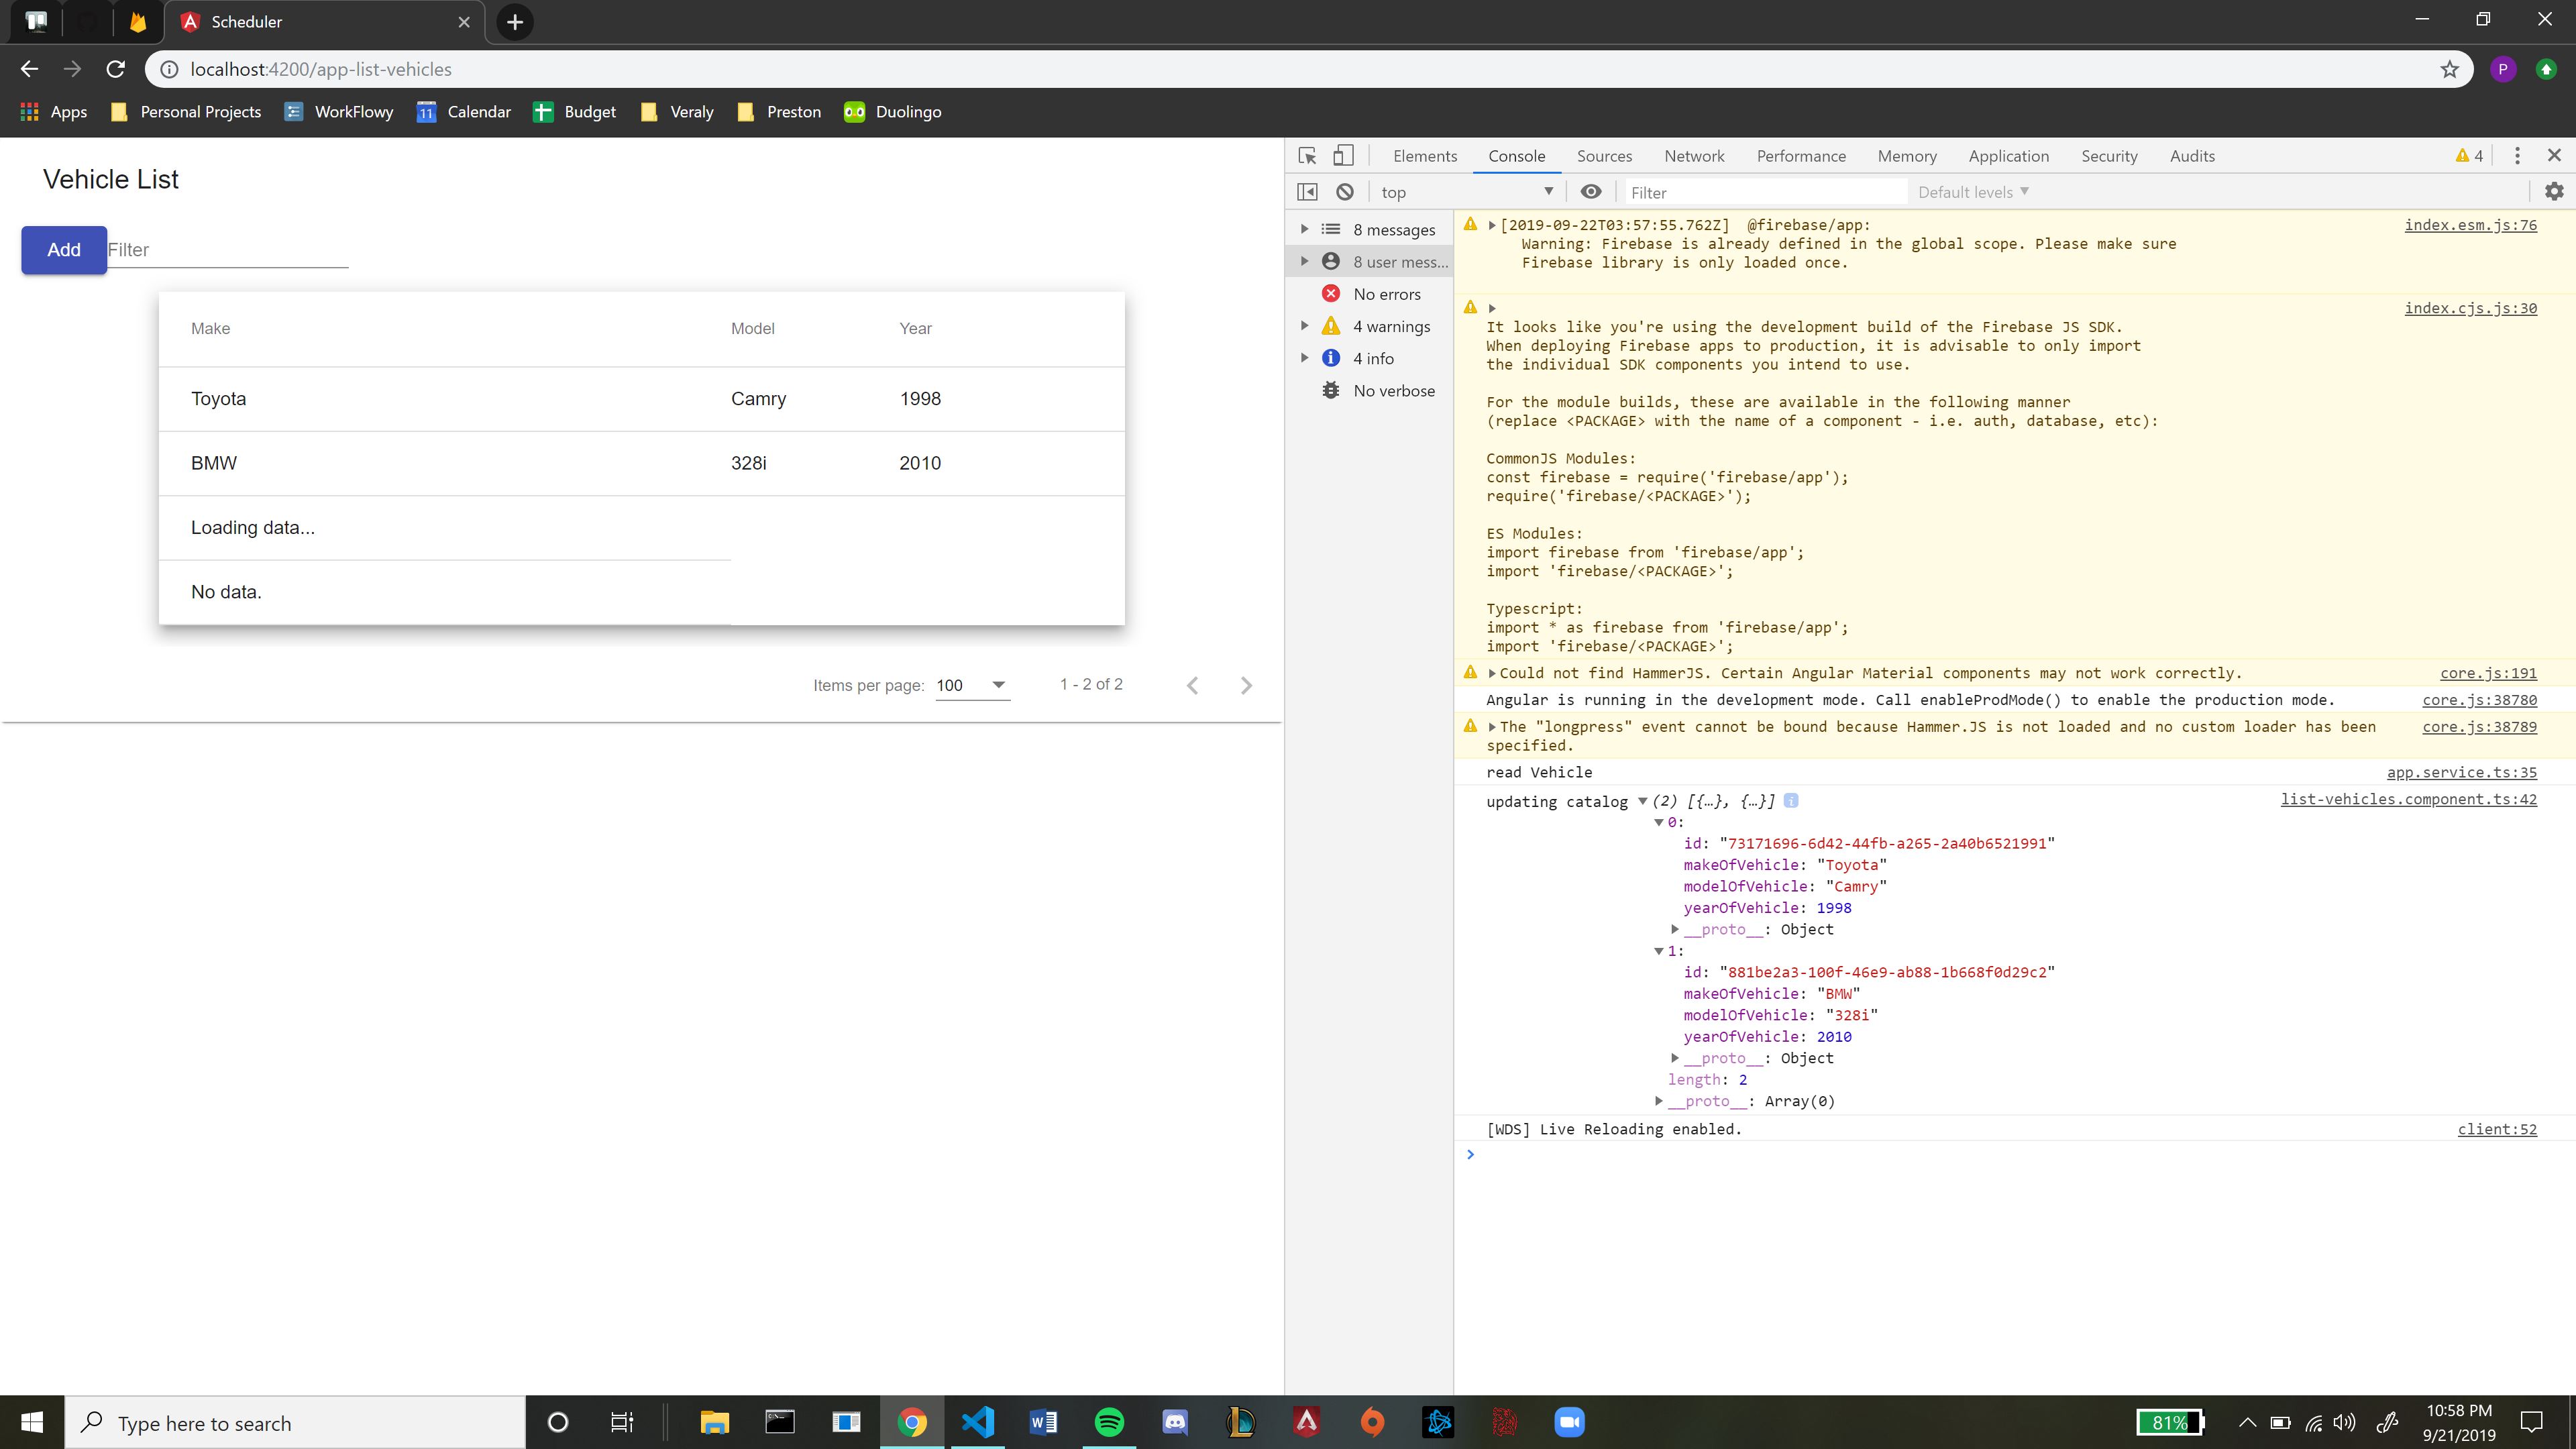 Scheduler
localhost:4200/app-list-vehicles
P
Apps Personal Projects WorkFlowy 11 Calendar Budget Veraly Preston Duolingo
Vehicle List
Add Filter
Make Model Year
Toyota Camry 1998
BMW 328i 2010
Loading data...
No data.
Items per page: 100 1 - 2 of 2
Elements Console Sources Network Performance Memory Application Security Audits 4
top Filter Default levels
8 messages
8 user mess...
No errors
4 warnings
4 info
No verbose
[2019-09-22T03:57:55.762Z] @firebase/app: index.esm.js:76
Warning: Firebase is already defined in the global scope. Please make sure
Firebase library is only loaded once.
index.cjs.js:30
It looks like you're using the development build of the Firebase JS SDK.
When deploying Firebase apps to production, it is advisable to only import
the individual SDK components you intend to use.
For the module builds, these are available in the following manner
(replace <PACKAGE> with the name of a component - i.e. auth, database, etc):
CommonJS Modules:
const firebase = require('firebase/app');
require('firebase/<PACKAGE>');
ES Modules:
import firebase from 'firebase/app';
import 'firebase/<PACKAGE>';
Typescript:
import * as firebase from 'firebase/app';
import 'firebase/<PACKAGE>';
Could not find HammerJS. Certain Angular Material components may not work correctly. core.js:191
Angular is running in the development mode. Call enableProdMode() to enable the production mode. core.js:38780
The "longpress" event cannot be bound because Hammer.JS is not loaded and no custom loader has been core.js:38789
specified.
read Vehicle app.service.ts:35
updating catalog (2) [{…}, {…}] list-vehicles.component.ts:42
0:
id: "73171696-6d42-44fb-a265-2a40b6521991"
makeOfVehicle: "Toyota"
modelOfVehicle: "Camry"
yearOfVehicle: 1998
__proto__: Object
1:
id: "881be2a3-100f-46e9-ab88-1b668f0d29c2"
makeOfVehicle: "BMW"
modelOfVehicle: "328i"
yearOfVehicle: 2010
__proto__: Object
length: 2
__proto__: Array(0)
[WDS] Live Reloading enabled. client:52
Type here to search
81%
10:58 PM
9/21/2019